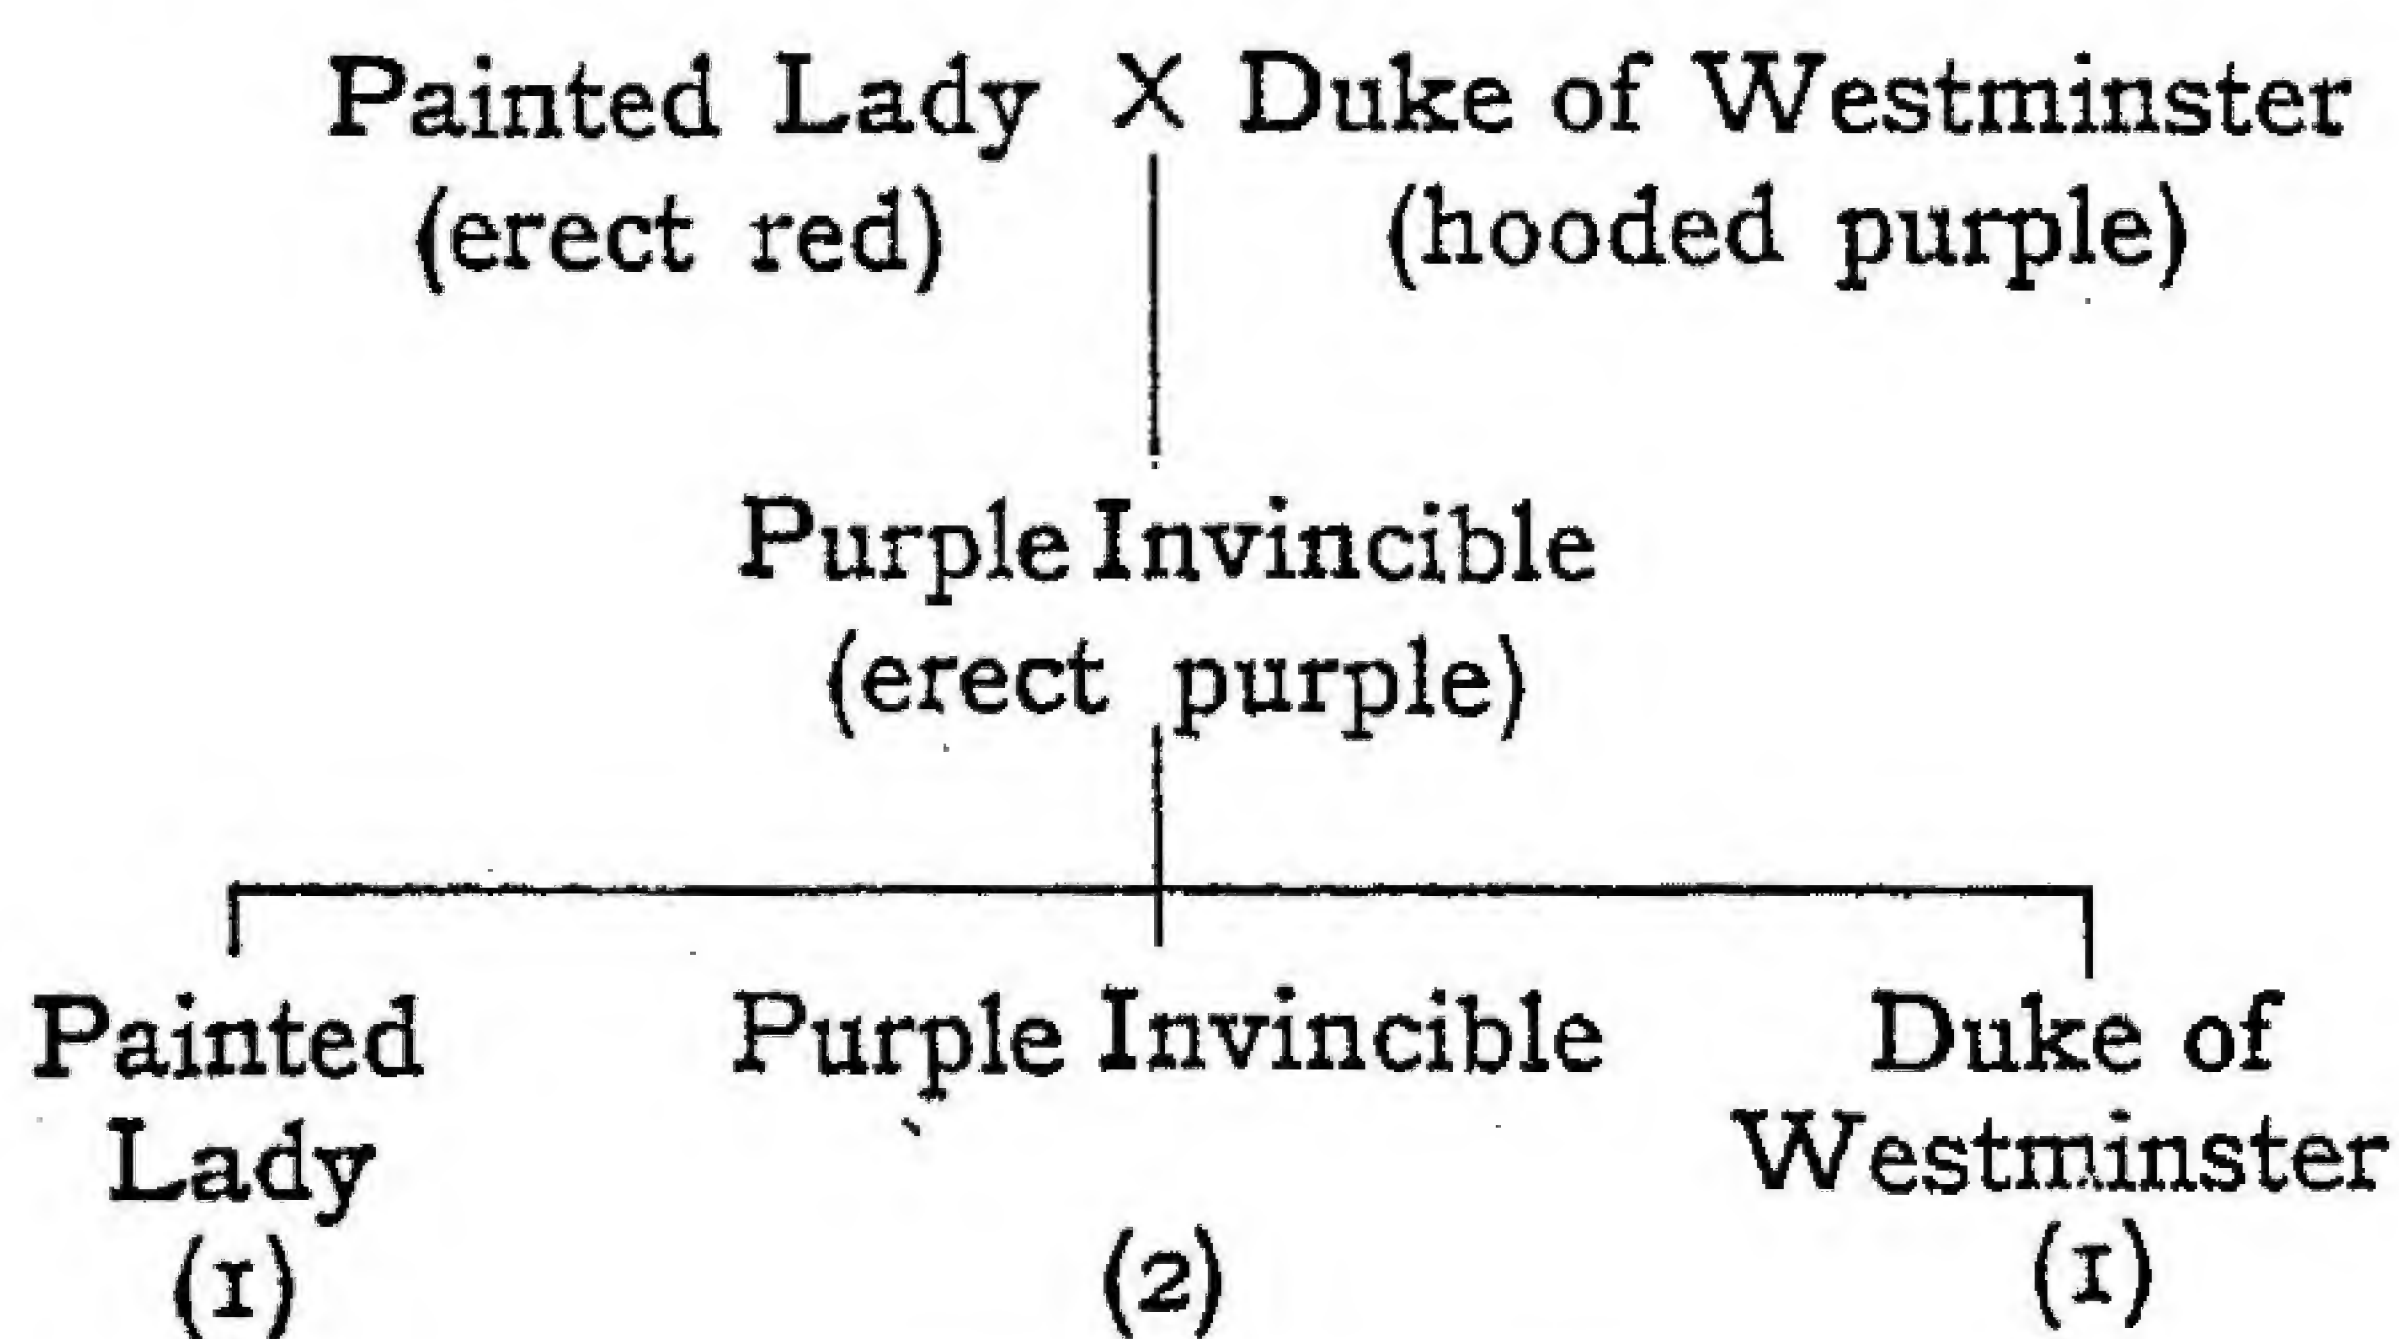 Painted Lady × Duke of Westminster
(erect red) (hooded purple)
Purple Invincible
(erect purple)
Painted Purple Invincible Duke of
Lady Westminster
(1) (2) (1)